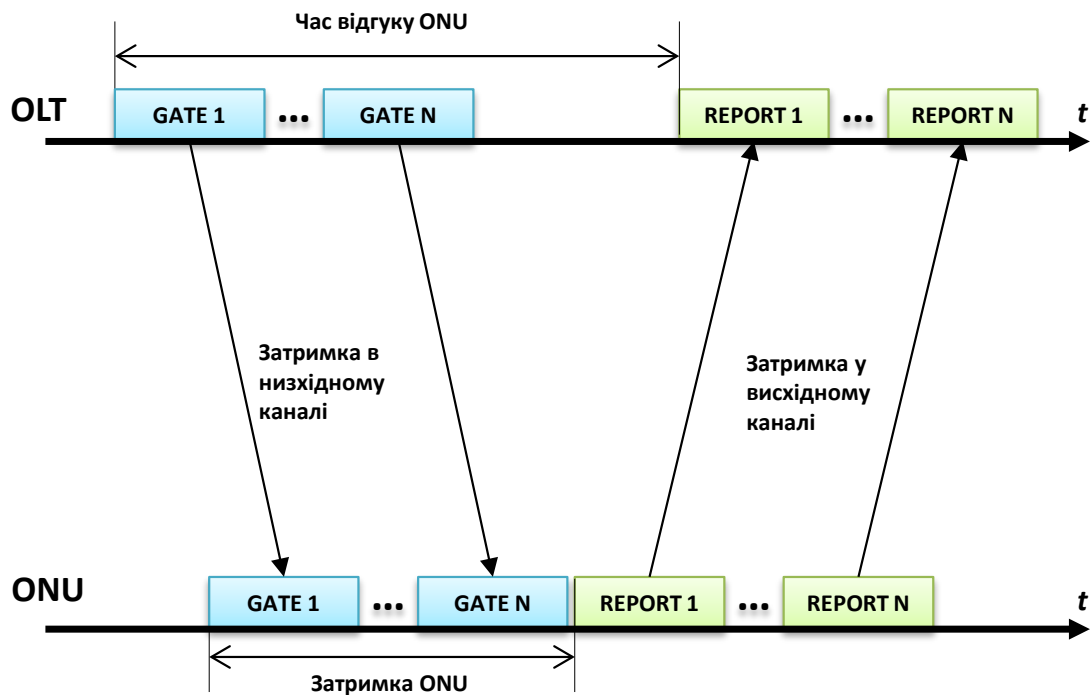 Час відгуку ONU
OLT
GATE 1
...
GATE N
REPORT 1
...
REPORT N
t
Затримка в
низхідному
каналі
Затримка у
висхідному
каналі
ONU
GATE 1
...
GATE N
REPORT 1
...
REPORT N
t
Затримка ONU